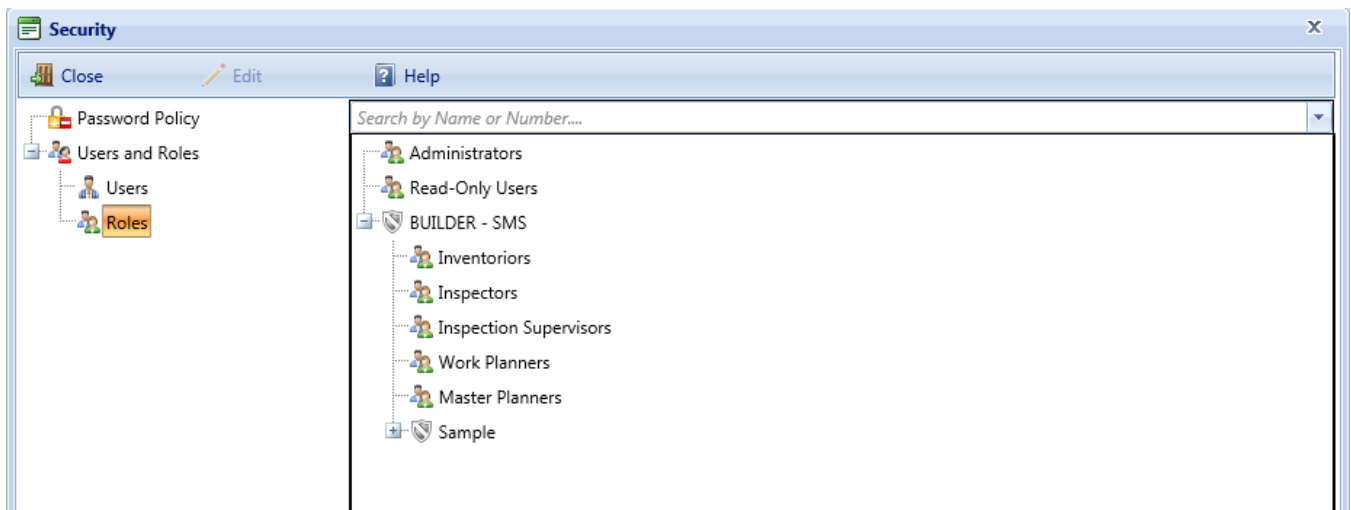 Security
Close Edit Help
Password Policy
Users and Roles
Users
Roles
Search by Name or Number....
Administrators
Read-Only Users
BUILDER - SMS
Inventoriors
Inspectors
Inspection Supervisors
Work Planners
Master Planners
Sample